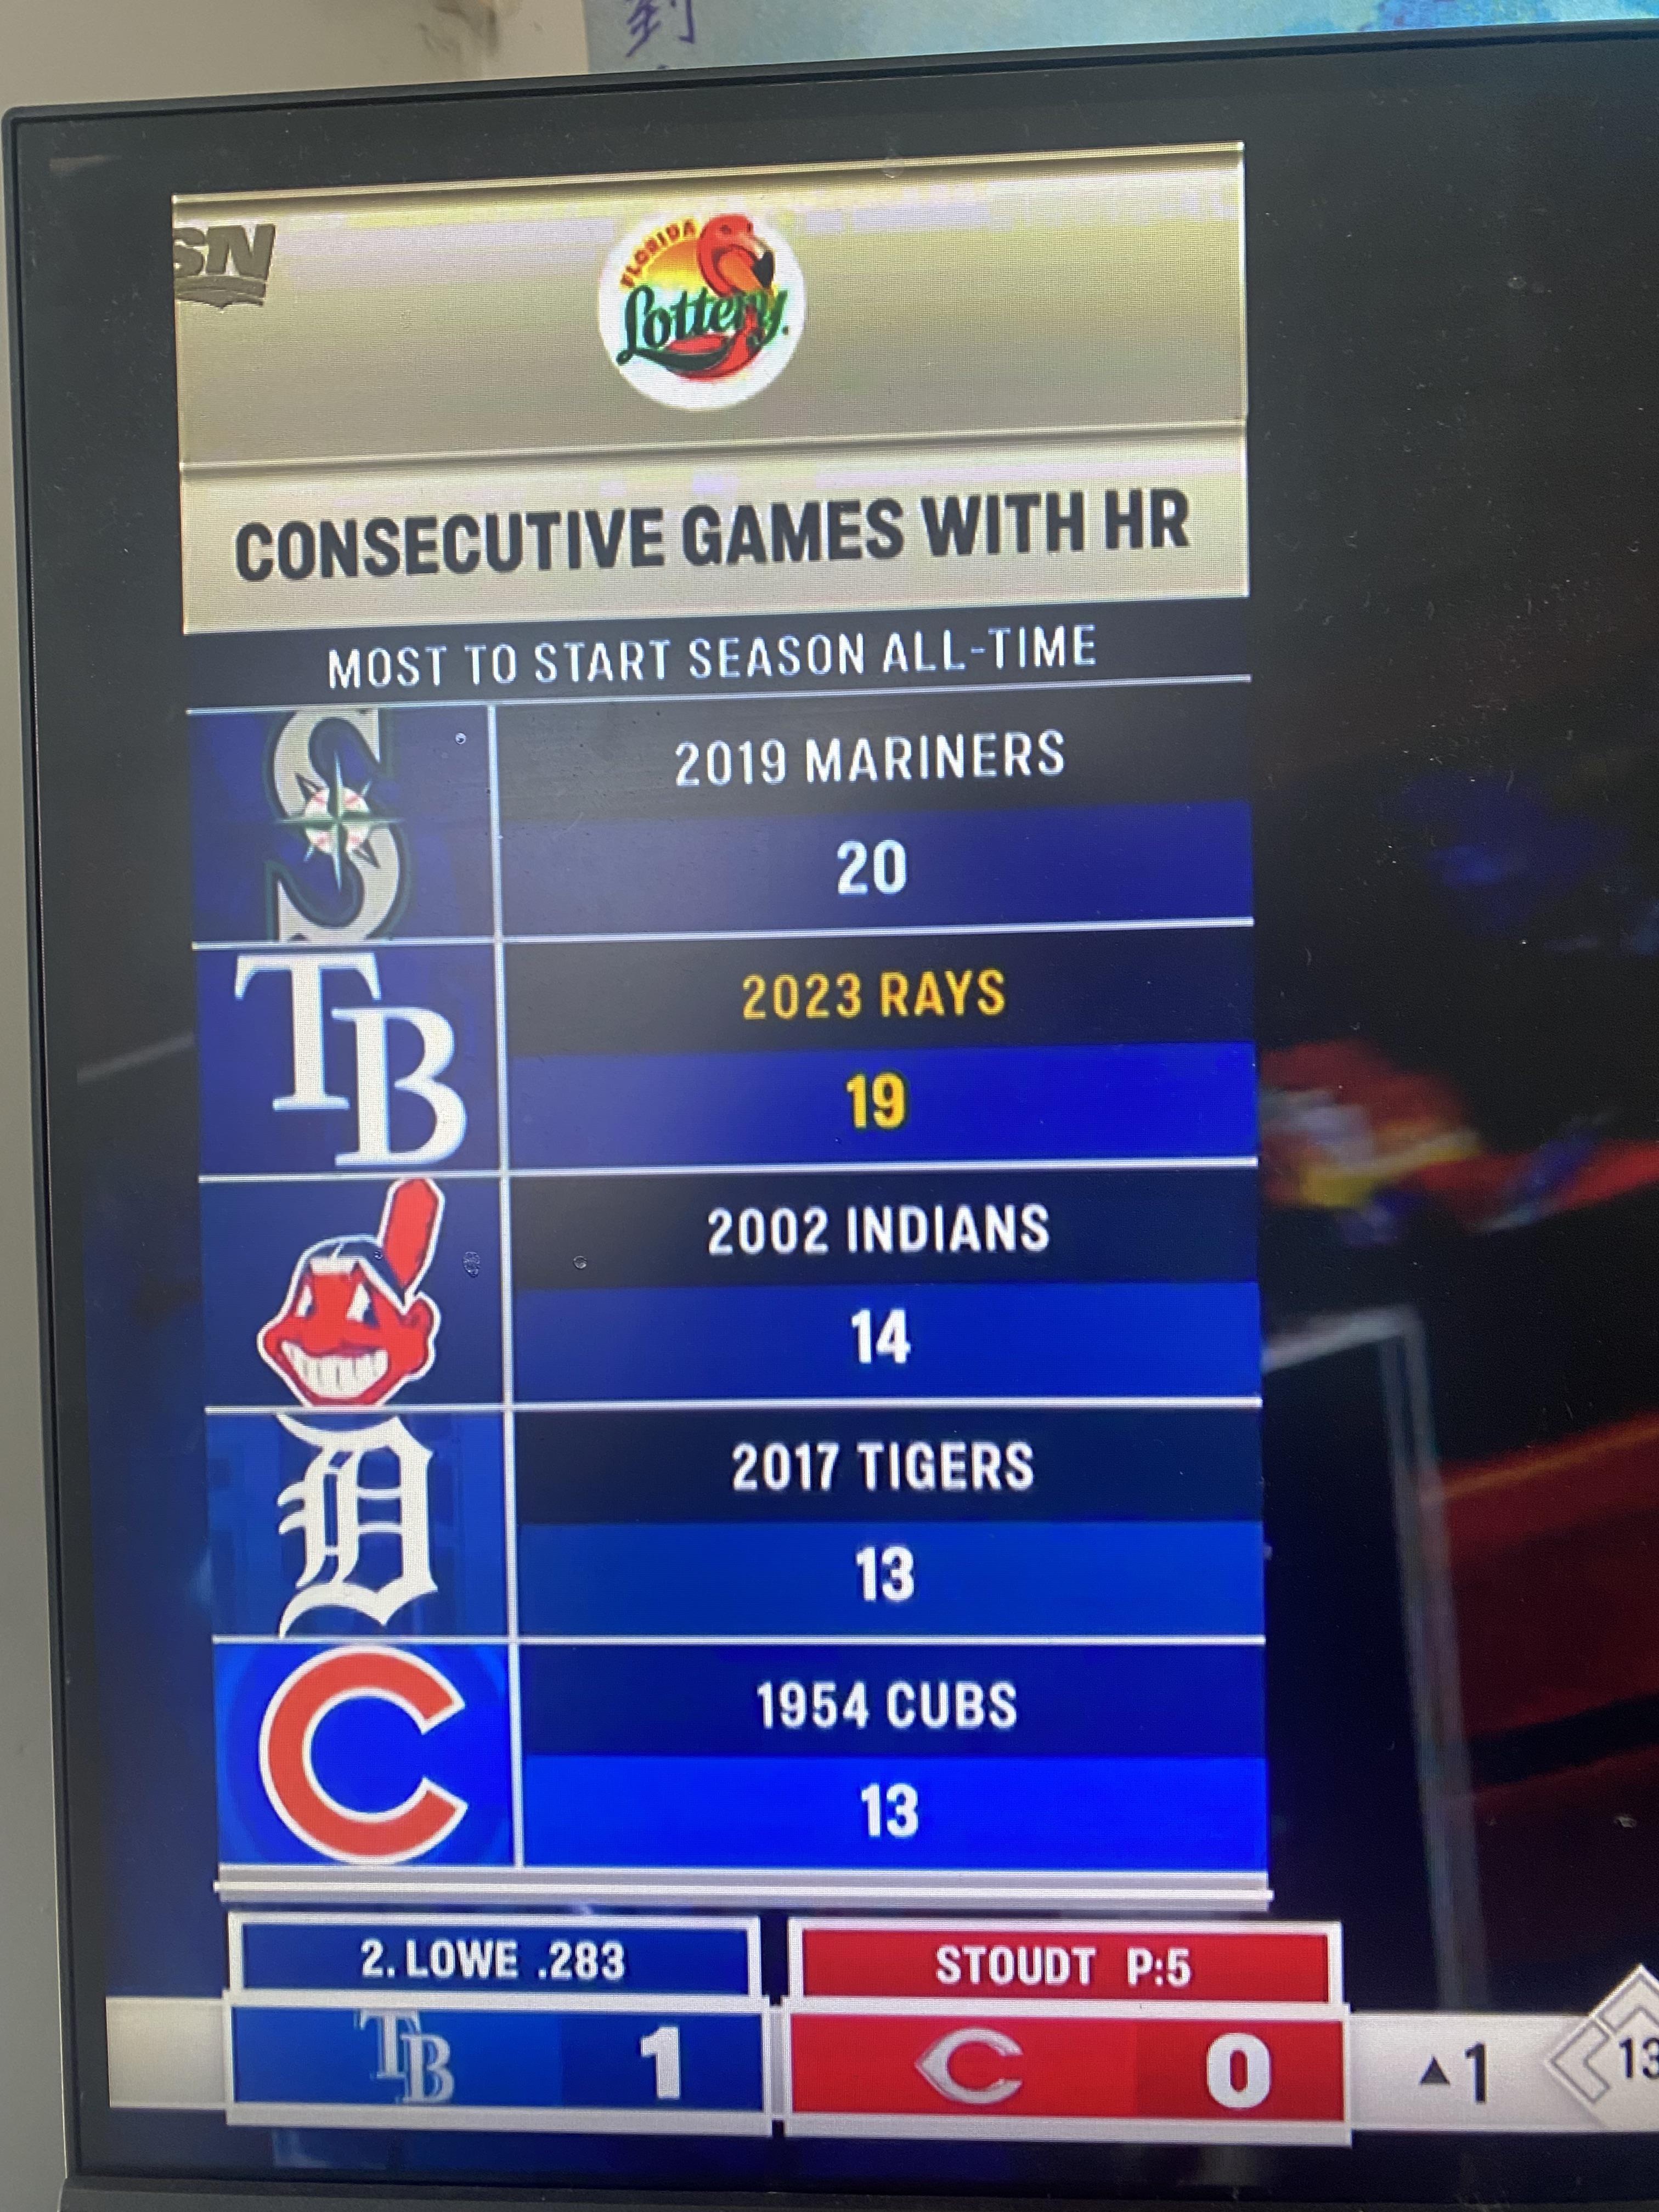 到
SN
FLORIDA
Lottery
CONSECUTIVE GAMES WITH HR
MOST TO START SEASON ALL-TIME
S
2019 MARINERS
20
TB
2023 RAYS
19
2002 INDIANS
14
D
2017 TIGERS
13
C
1954 CUBS
13
2. LOWE .283
STOUDT P:5
TB 1
C 0
▲1
13